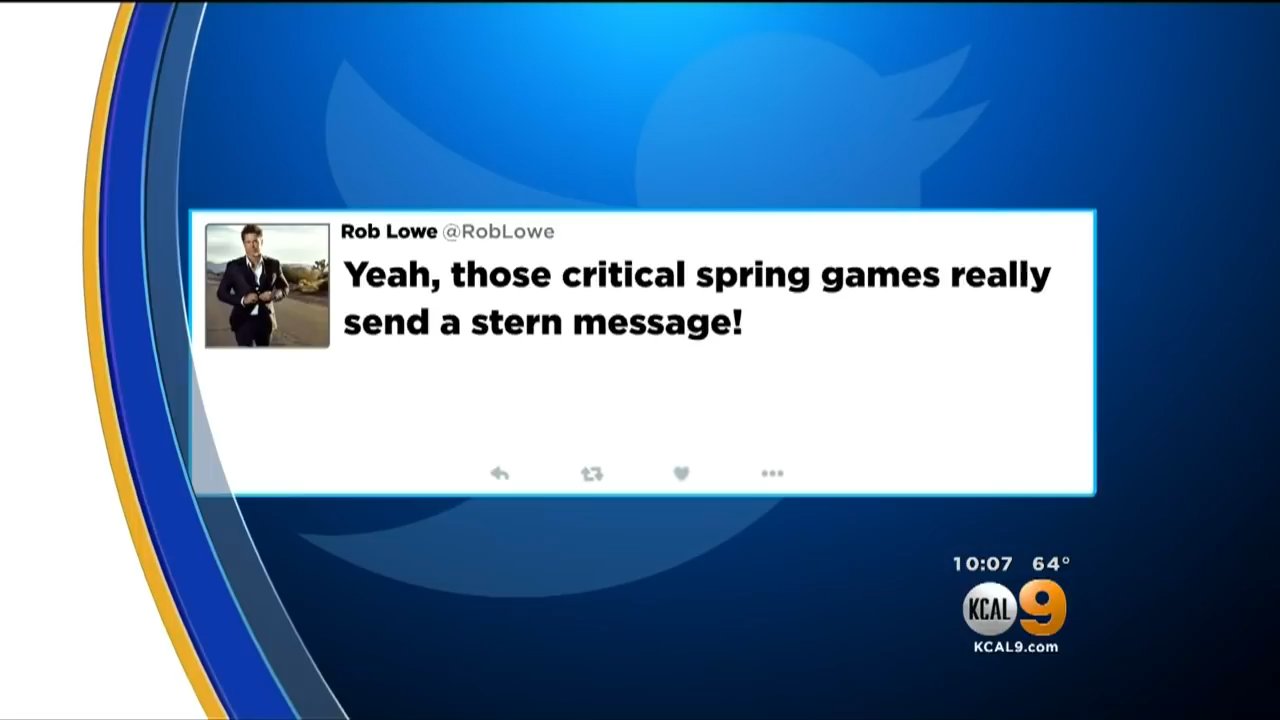 Rob Lowe @RobLowe
Yeah, those critical spring games really
send a stern message!
10:07 64°
KCAL 9
KCAL9.com